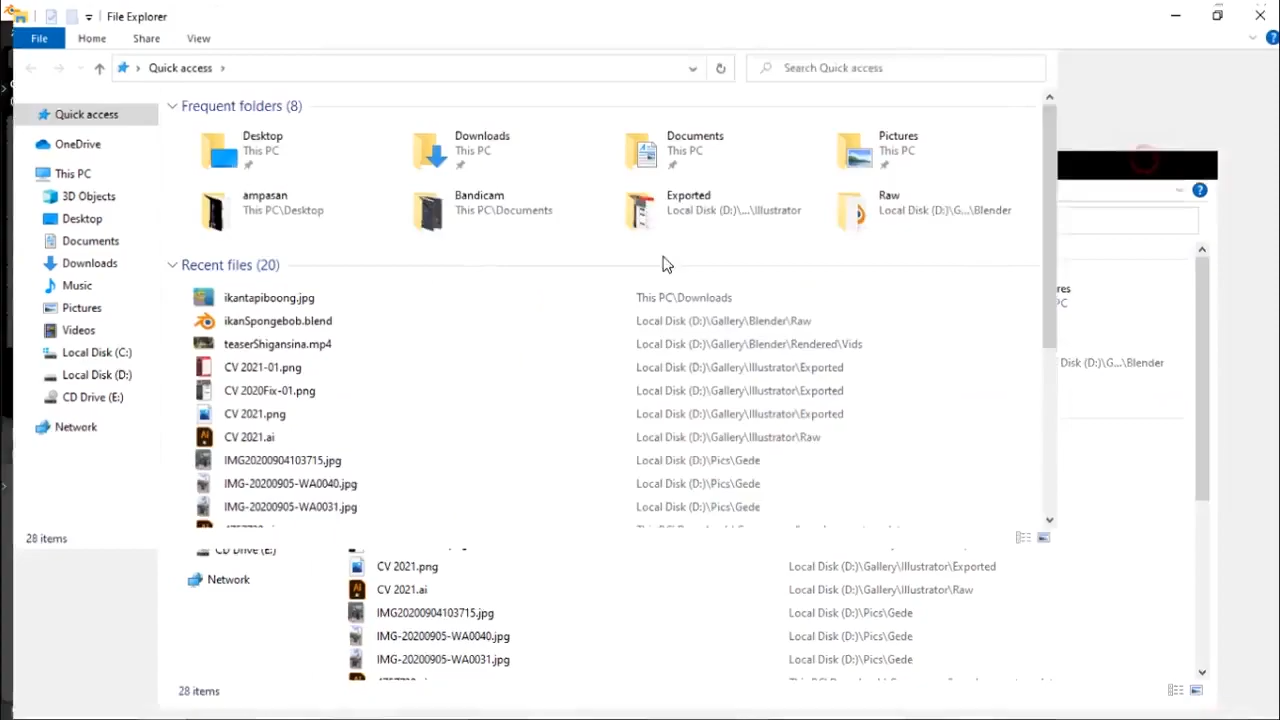 File Explorer
File Home Share View
Quick access
Search Quick access
Quick access
OneDrive
This PC
3D Objects
Desktop
Documents
Downloads
Music
Pictures
Videos
Local Disk (C:)
Local Disk (D:)
CD Drive (E:)
Network
28 items
Frequent folders (8)
Desktop
This PC
Downloads
This PC
Documents
This PC
Pictures
This PC
ampasan
This PC\Desktop
Bandicam
This PC\Documents
Exported
Local Disk (D:)\...\Illustrator
Raw
Local Disk (D:)\G...\Blender
Recent files (20)
ikantapiboong.jpg This PC\Downloads
ikanSpongebob.blend Local Disk (D:)\Gallery\Blender\Raw
teaserShigansina.mp4 Local Disk (D:)\Gallery\Blender\Rendered\Vids
CV 2021-01.png Local Disk (D:)\Gallery\Illustrator\Exported
CV 2020Fix-01.png Local Disk (D:)\Gallery\Illustrator\Exported
CV 2021.png Local Disk (D:)\Gallery\Illustrator\Exported
CV 2021.ai Local Disk (D:)\Gallery\Illustrator\Raw
IMG20200904103715.jpg Local Disk (D:)\Pics\Gede
IMG-20200905-WA0040.jpg Local Disk (D:)\Pics\Gede
IMG-20200905-WA0031.jpg Local Disk (D:)\Pics\Gede
res
PC
Disk (D:)\G...\Blender
CD Drive (E:)
Network
CV 2021.png Local Disk (D:)\Gallery\Illustrator\Exported
CV 2021.ai Local Disk (D:)\Gallery\Illustrator\Raw
IMG20200904103715.jpg Local Disk (D:)\Pics\Gede
IMG-20200905-WA0040.jpg Local Disk (D:)\Pics\Gede
IMG-20200905-WA0031.jpg Local Disk (D:)\Pics\Gede
28 items